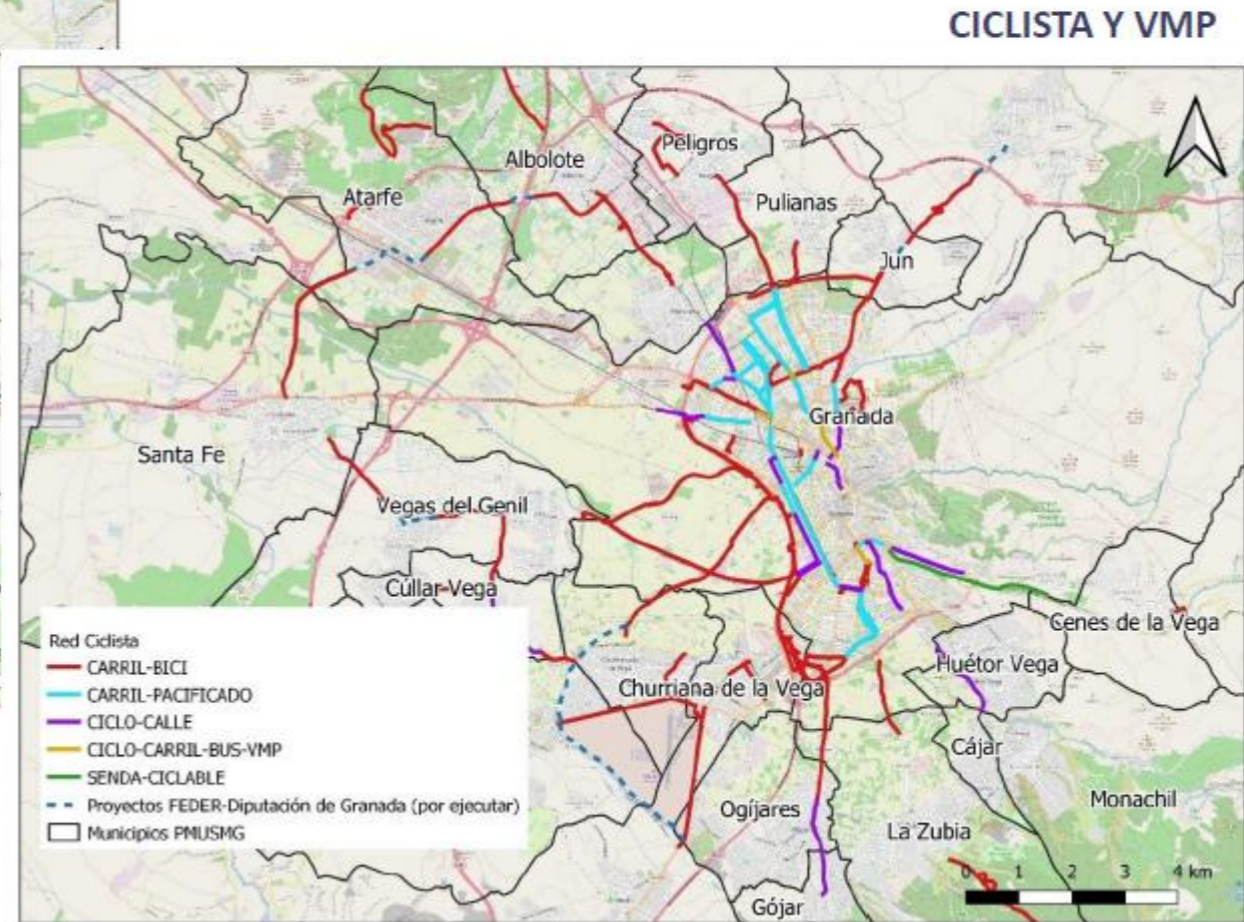 CICLISTA Y VMP
Peligros
Albolote
Atarfe
Pulianas
Jun
Granada
Santa Fe
Vegas del Genil
Cúllar Vega
Cenes de la Vega
Huétor Vega
Churriana de la Vega
Cájar
Monachil
Ogíjares
La Zubia
Gójar
Red Ciclista
CARRIL-BICI
CARRIL-PACIFICADO
CICLO-CALLE
CICLO-CARRIL-BUS-VMP
SENDA-CICLABLE
Proyectos FEDER-Diputación de Granada (por ejecutar)
Municipios PMUSMG
0 1 2 3 4 km